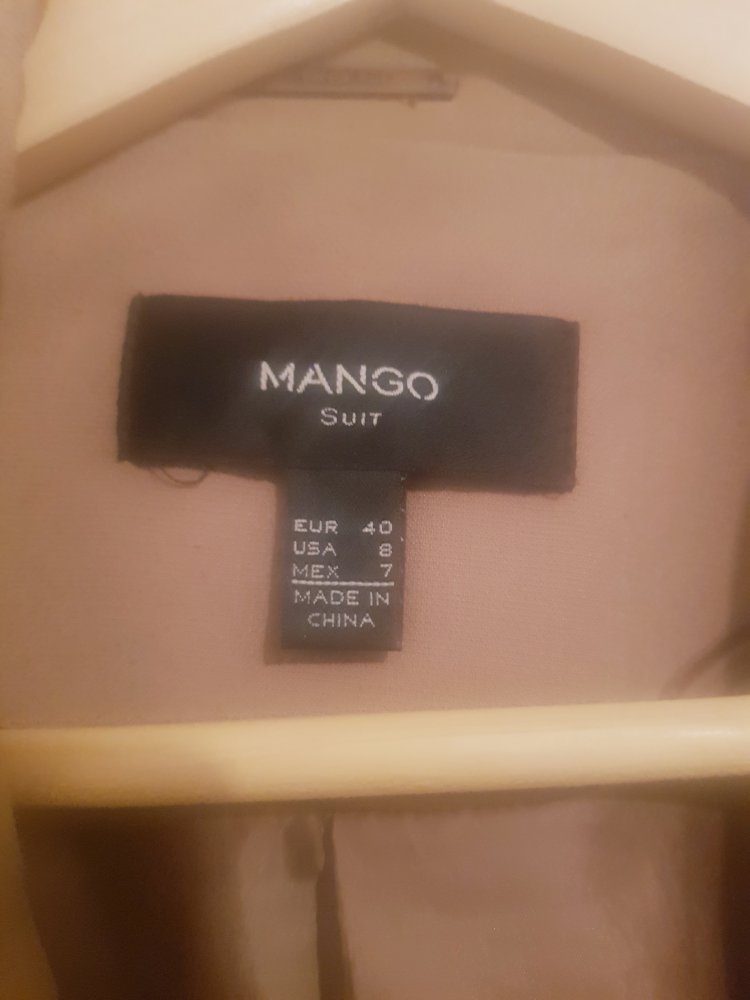 MANGO
SUIT
EUR 40
USA 8
MEX 7
MADE IN
CHINA